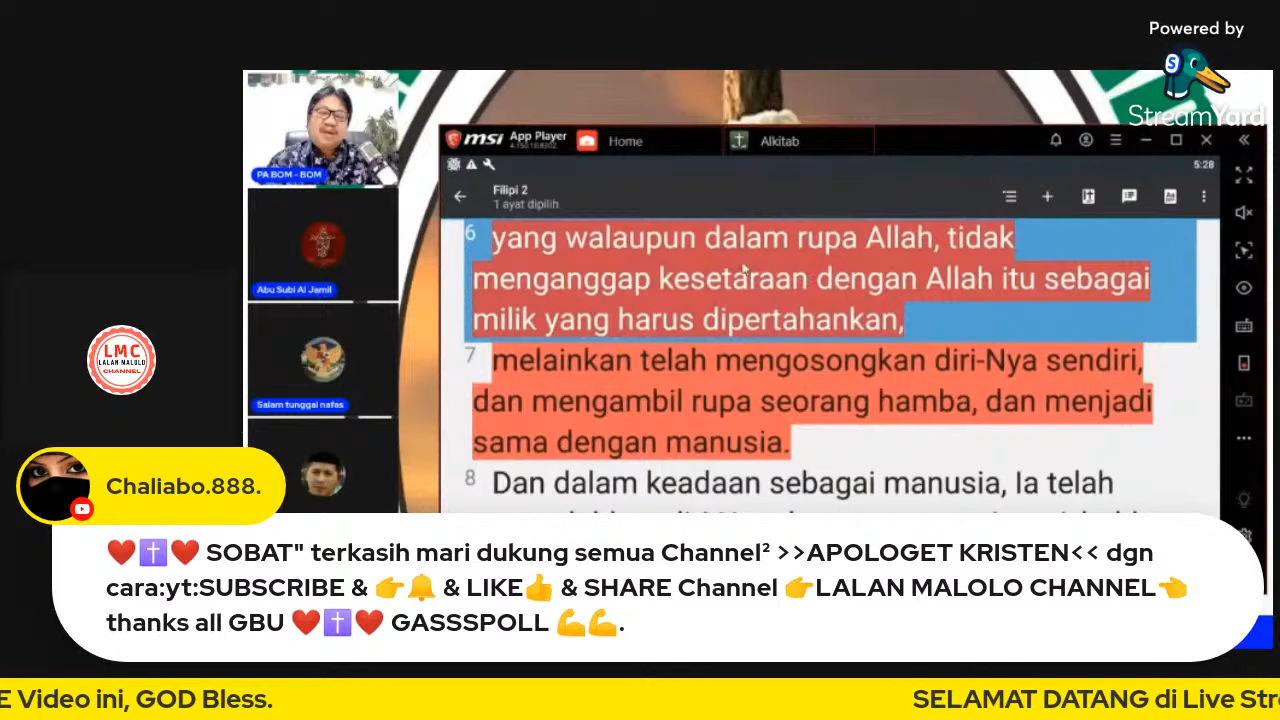 Powered by
S
StreamYard
msi App Player
4.150.10.6302
Home
Alkitab
5:28
Filipi 2
1 ayat dipilih
6 yang walaupun dalam rupa Allah, tidak
menganggap kesetaraan dengan Allah itu sebagai
milik yang harus dipertahankan,
7 melainkan telah mengosongkan diri-Nya sendiri,
dan mengambil rupa seorang hamba, dan menjadi
sama dengan manusia.
8 Dan dalam keadaan sebagai manusia, Ia telah
PA BOM - BOM
Abu Subi Al Jamil
Salam tunggal nafas
LMC
LALAN MALOLO
CHANNEL
Chaliabo.888.
❤️✝️❤️ SOBAT" terkasih mari dukung semua Channel² >>APOLOGET KRISTEN<< dgn
cara:yt:SUBSCRIBE & 👉🔔 & LIKE👍 & SHARE Channel 👉LALAN MALOLO CHANNEL👈
thanks all GBU ❤️✝️❤️ GASSSPOLL 💪💪.
E Video ini, GOD Bless.
SELAMAT DATANG di Live Stre